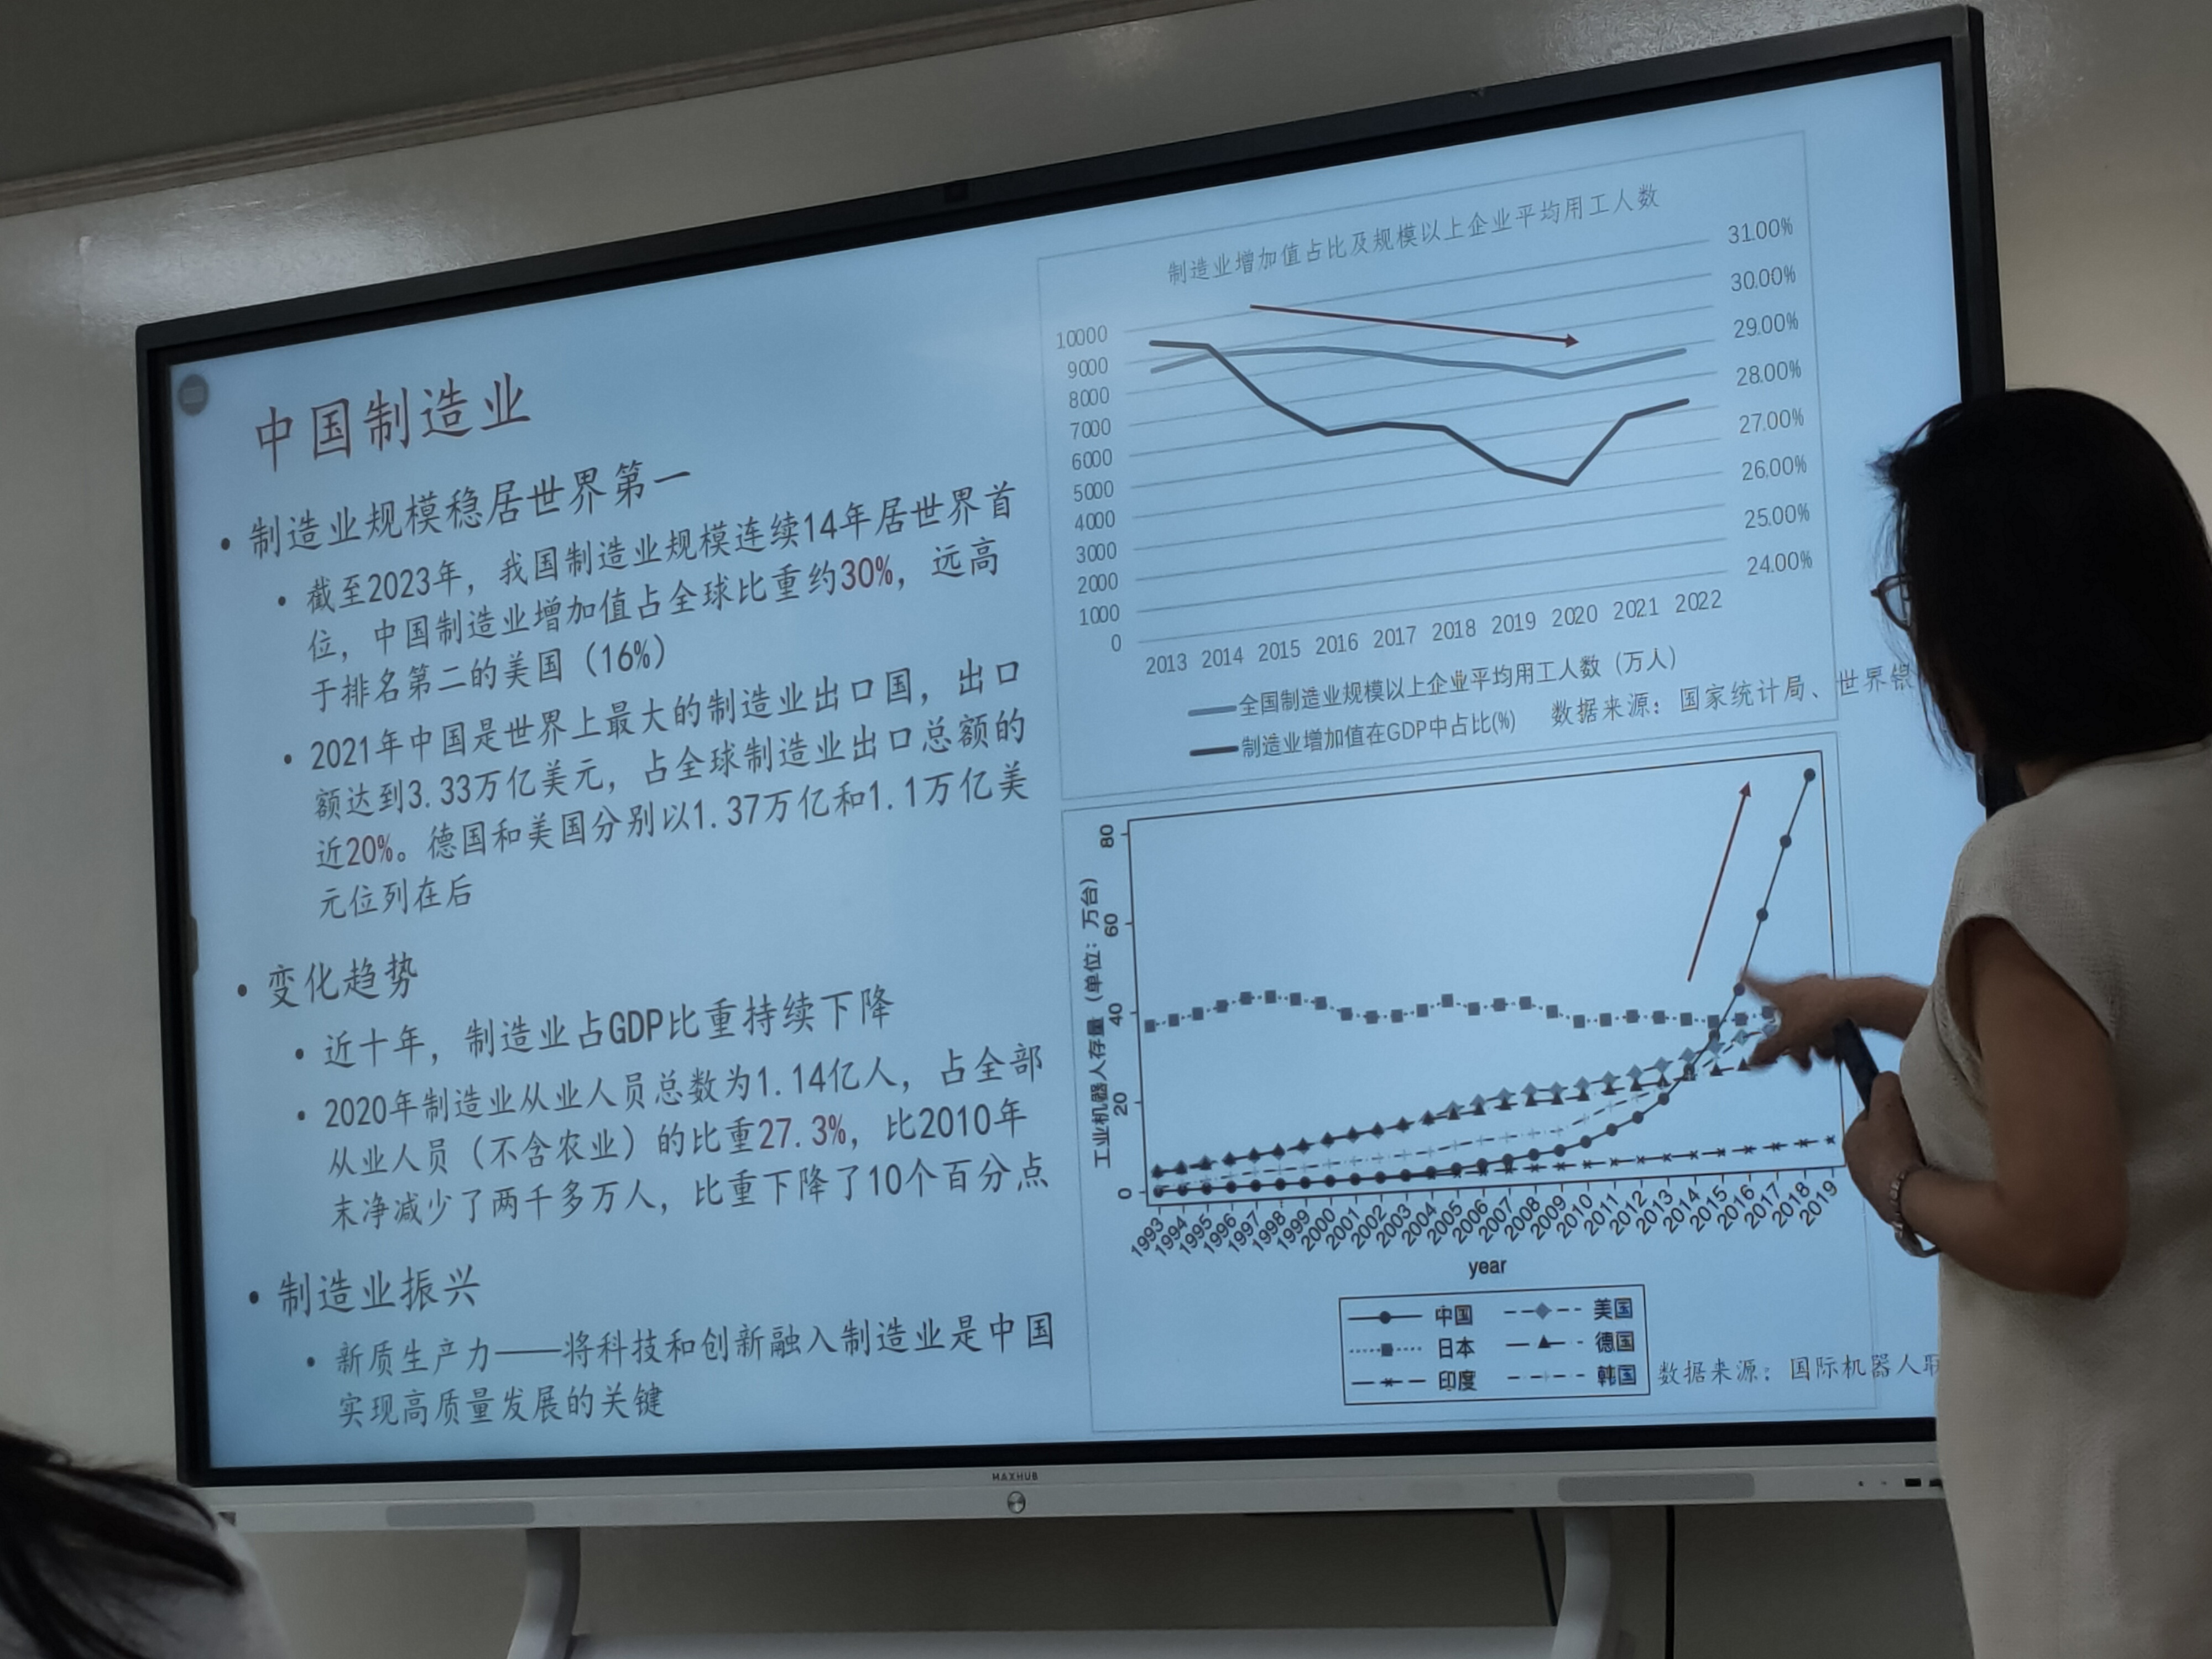 中国制造业
• 制造业规模稳居世界第一
• 截至2023年，我国制造业规模连续14年居世界首
位，中国制造业增加值占全球比重约30%，远高
于排名第二的美国（16%）
• 2021年中国是世界上最大的制造业出口国，出口
额达到3.33万亿美元，占全球制造业出口总额的
近20%。德国和美国分别以1.37万亿和1.1万亿美
元位列在后
• 变化趋势
• 近十年，制造业占GDP比重持续下降
• 2020年制造业从业人员总数为1.14亿人，占全部
从业人员（不含农业）的比重27.3%，比2010年
末净减少了两千多万人，比重下降了10个百分点
• 制造业振兴
• 新质生产力——将科技和创新融入制造业是中国
实现高质量发展的关键
制造业增加值占比及规模以上企业平均用工人数
10000
9000
8000
7000
6000
5000
4000
3000
2000
1000
0
31.00%
30.00%
29.00%
28.00%
27.00%
26.00%
25.00%
24.00%
2013 2014 2015 2016 2017 2018 2019 2020 2021 2022
全国制造业规模以上企业平均用工人数（万人）
制造业增加值在GDP中占比(%)
数据来源：国家统计局、世界银
工业机器人存量（单位：万台）
80
60
40
20
0
1993 1994 1995 1996 1997 1998 1999 2000 2001 2002 2003 2004 2005 2006 2007 2008 2009 2010 2011 2012 2013 2014 2015 2016 2017 2018 2019
year
中国 美国
日本 德国
印度 韩国
数据来源：国际机器人联
MAXHUB